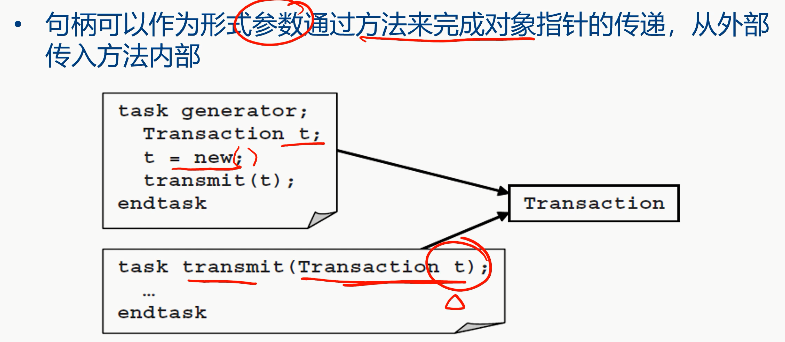 • 句柄可以作为形式参数通过方法来完成对象指针的传递，从外部
传入方法内部
task generator;
Transaction t;
t = new;()
transmit(t);
endtask
Transaction
task transmit(Transaction t);
…
endtask